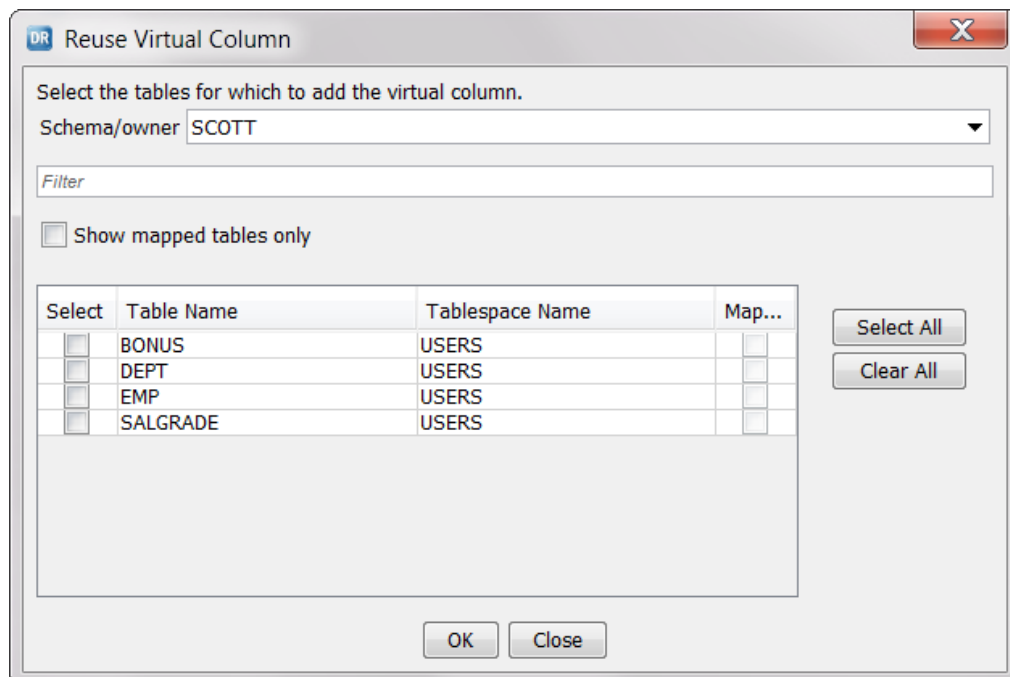 DR Reuse Virtual Column X
Select the tables for which to add the virtual column.
Schema/owner SCOTT
Filter
Show mapped tables only
Select Table Name Tablespace Name Map...
BONUS USERS
DEPT USERS
EMP USERS
SALGRADE USERS
Select All
Clear All
OK Close